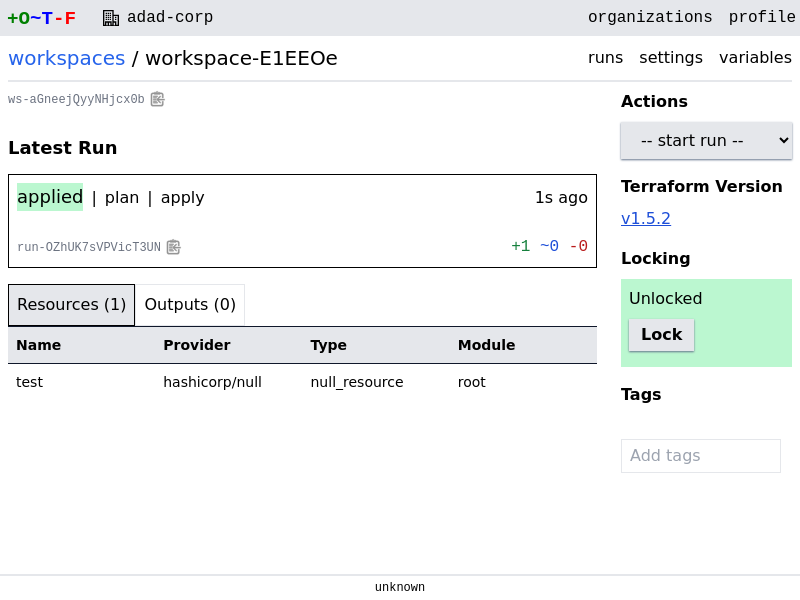 +O~T-F adad-corp organizations profile
workspaces / workspace-E1EEOe runs settings variables
ws-aGneejQyyNHjcx0b
Latest Run
applied | plan | apply 1s ago
run-OZhUK7sVPVicT3UN +1 ~0 -0
Resources (1) Outputs (0)
Name Provider Type Module
test hashicorp/null null_resource root
Actions
-- start run --
Terraform Version
v1.5.2
Locking
Unlocked
Lock
Tags
Add tags
unknown